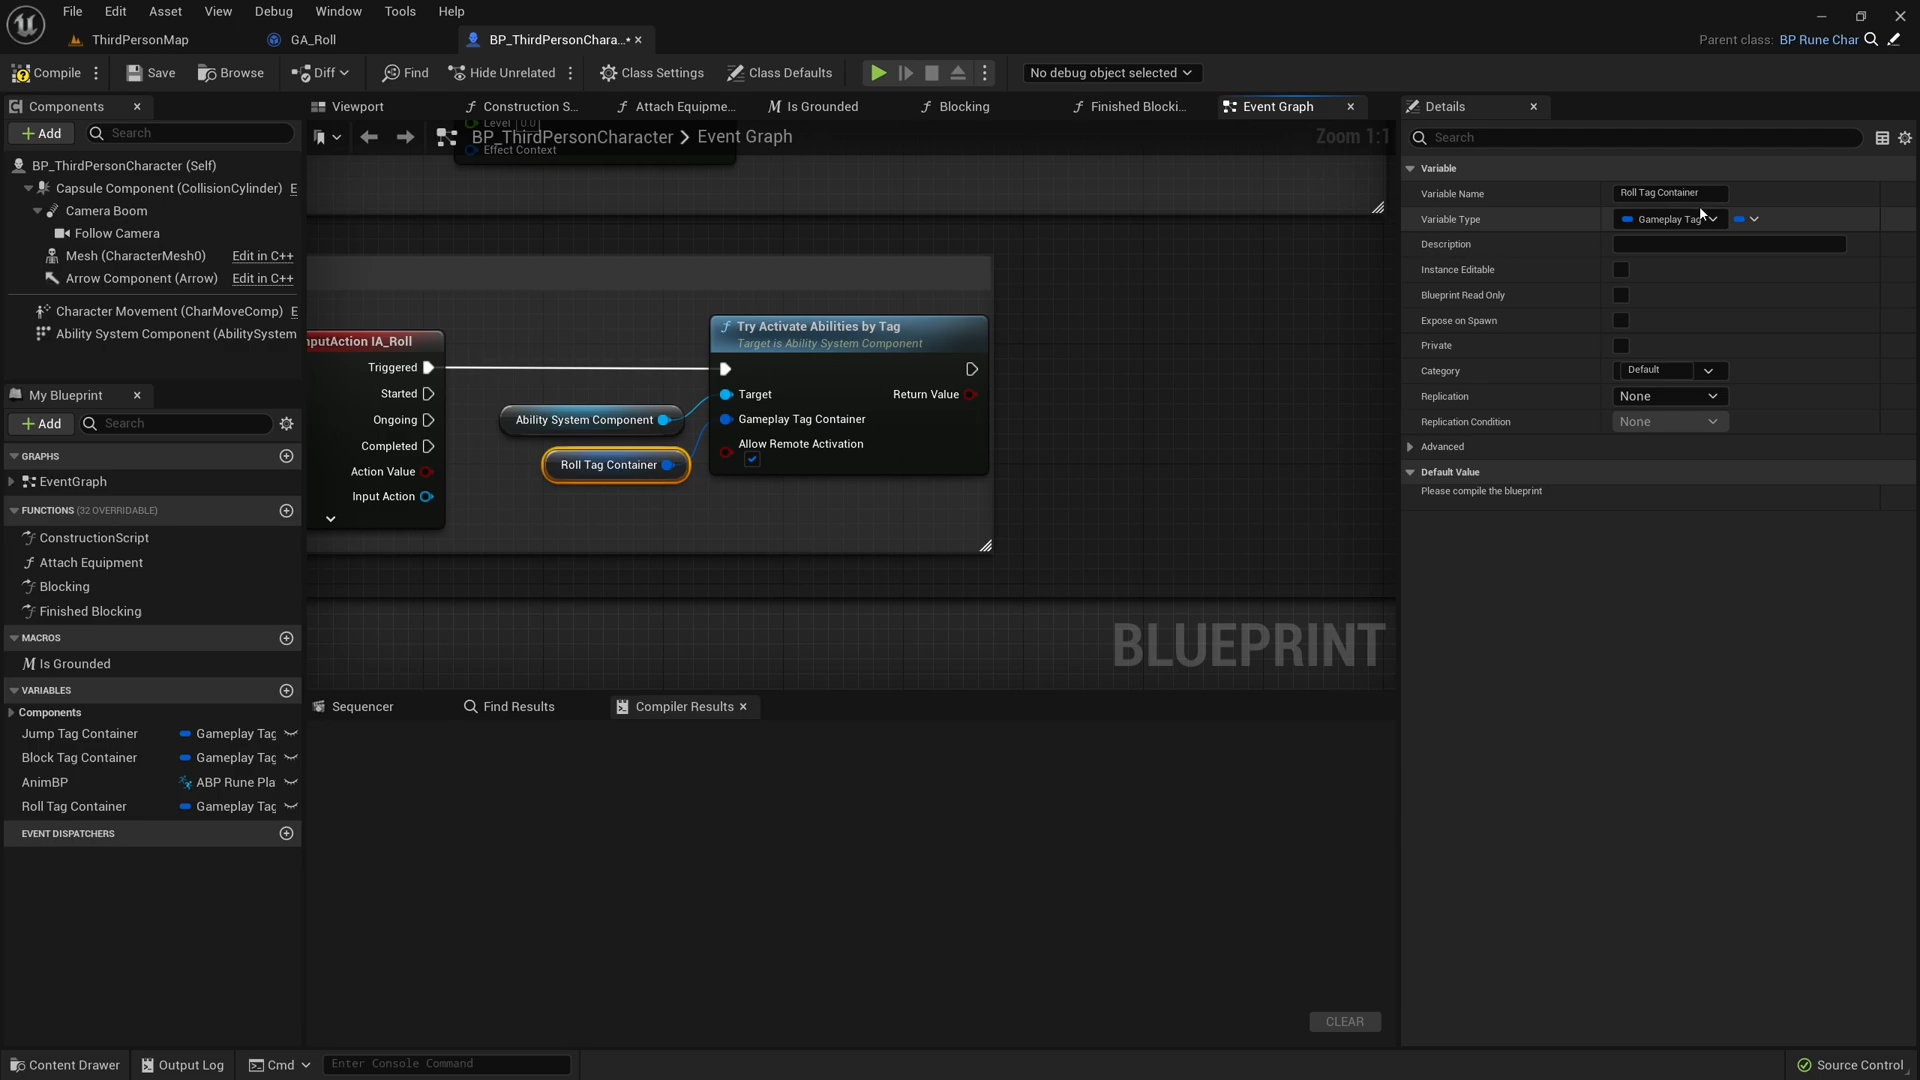 File Edit Asset View Debug Window Tools Help
ThirdPersonMap GA_Roll BP_ThirdPersonChara...• Parent class: BP Rune Char
Compile Save Browse Diff Find Hide Unrelated Class Settings Class Defaults No debug object selected
Components
Viewport Construction S... Attach Equipme... Is Grounded Blocking Finished Blocki... Event Graph
Details
Add Search
Level 0.0
BP_ThirdPersonCharacter > Event Graph
Zoom 1:1
Effect Context
Search
BP_ThirdPersonCharacter (Self)
Capsule Component (CollisionCylinder) E
Camera Boom
Follow Camera
Mesh (CharacterMesh0) Edit in C++
Arrow Component (Arrow) Edit in C++
Character Movement (CharMoveComp) E
Ability System Component (AbilitySystem
My Blueprint
Add Search
GRAPHS
EventGraph
FUNCTIONS (32 OVERRIDABLE)
ConstructionScript
Attach Equipment
Blocking
Finished Blocking
MACROS
Is Grounded
VARIABLES
Components
Jump Tag Container Gameplay Tag
Block Tag Container Gameplay Tag
AnimBP ABP Rune Pla
Roll Tag Container Gameplay Tag
EVENT DISPATCHERS
nputAction IA_Roll
Triggered
Started
Ongoing
Completed
Action Value
Input Action
Ability System Component
Roll Tag Container
Try Activate Abilities by Tag
Target is Ability System Component
Target Return Value
Gameplay Tag Container
Allow Remote Activation
BLUEPRINT
Sequencer Find Results Compiler Results
CLEAR
Variable
Variable Name Roll Tag Container
Variable Type Gameplay Tag
Description
Instance Editable
Blueprint Read Only
Expose on Spawn
Private
Category Default
Replication None
Replication Condition None
Advanced
Default Value
Please compile the blueprint
Content Drawer Output Log Cmd Enter Console Command Source Control